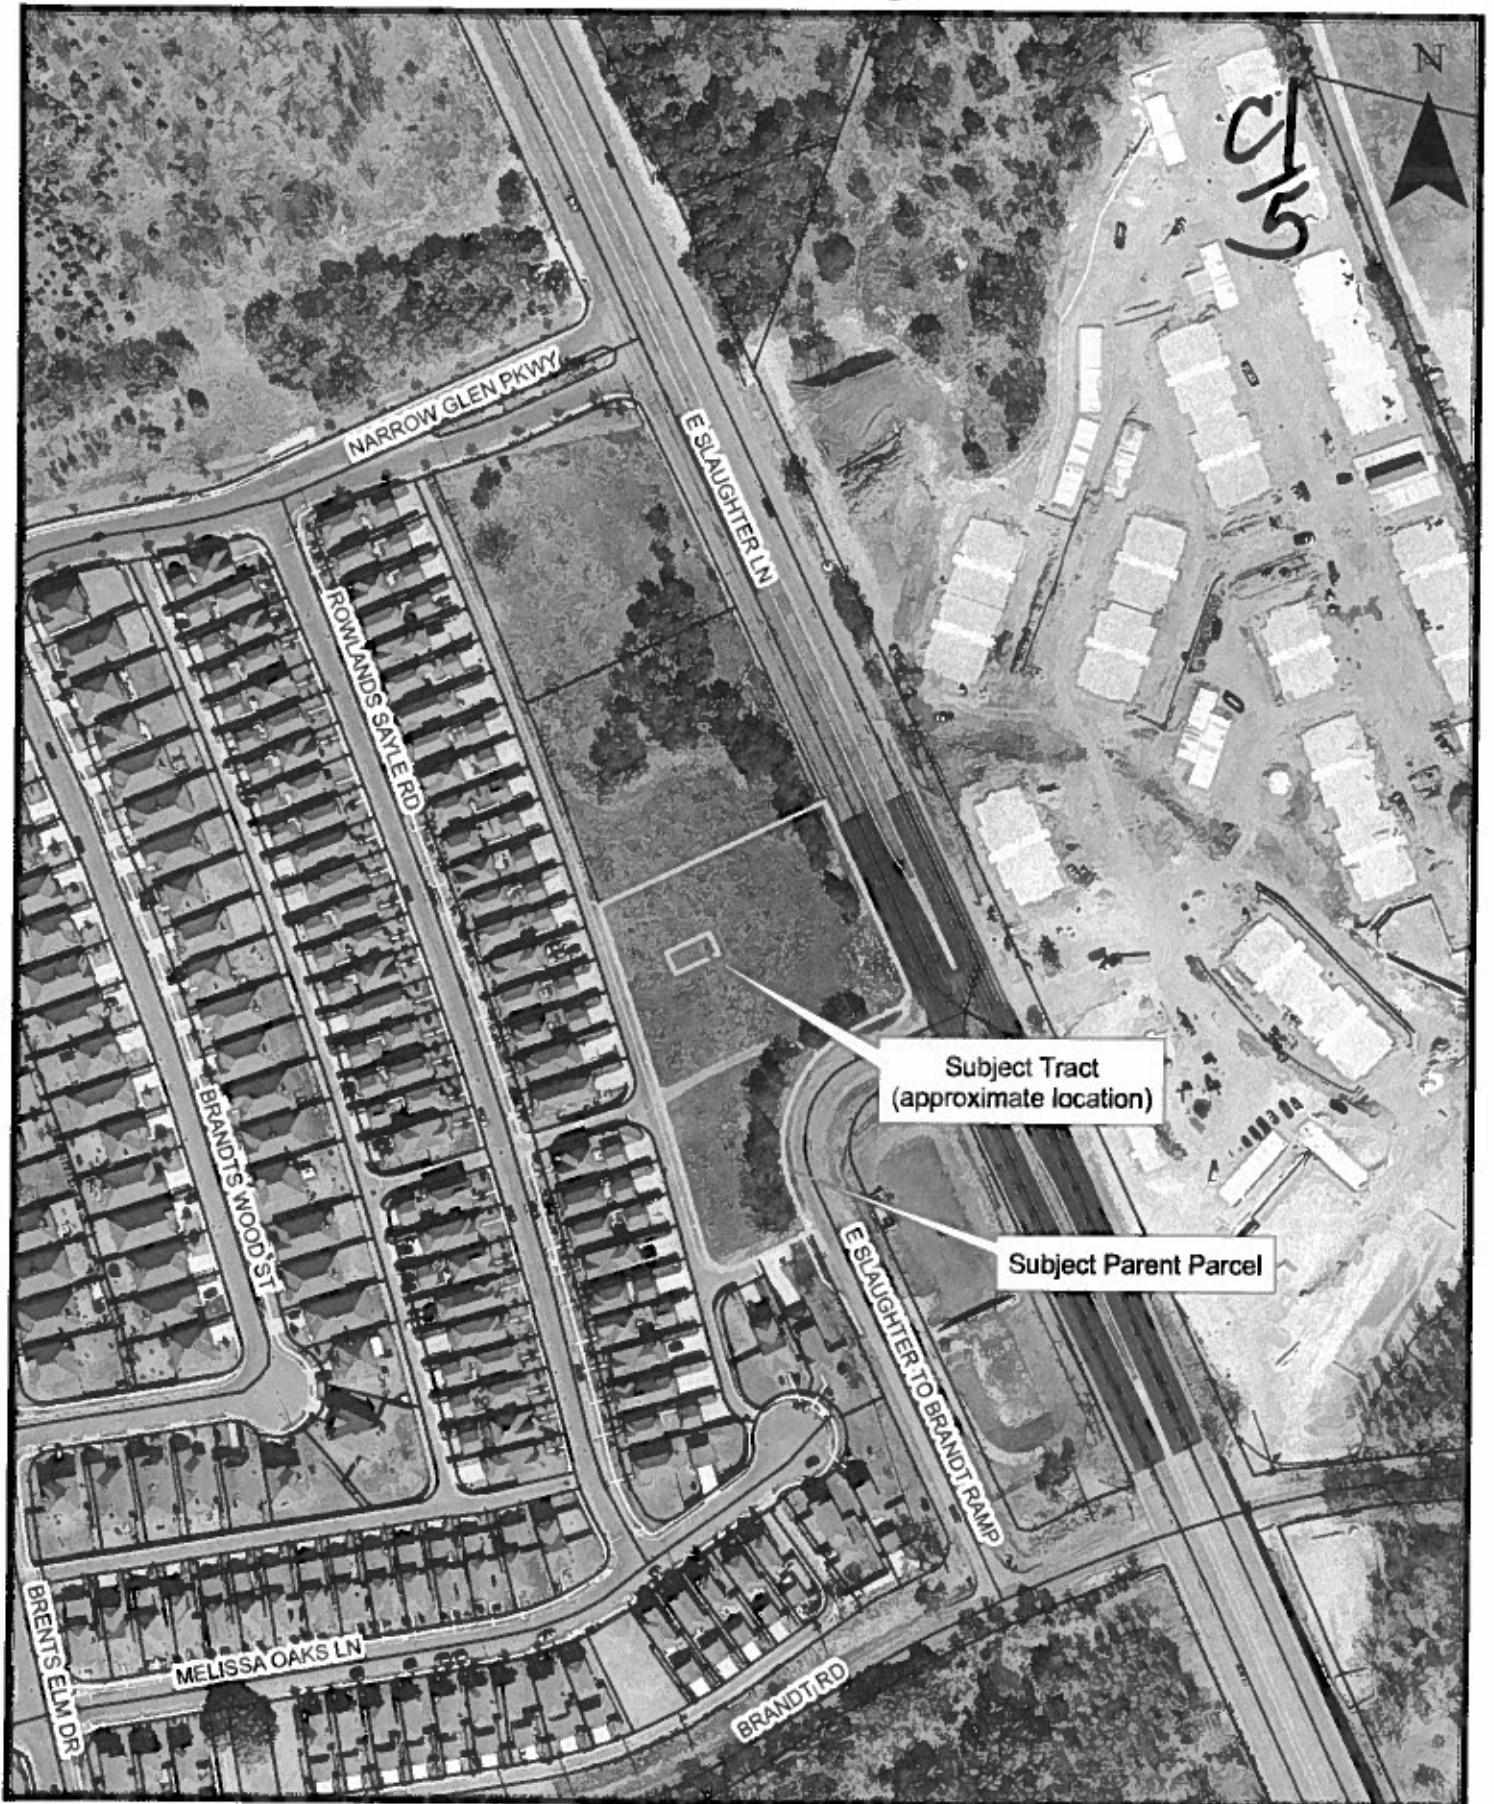 N
C1/5
NARROW GLEN PKWY
E SLAUGHTER LN
ROWLANDS SAYLE RD
Subject Tract
(approximate location)
BRANDTS WOOD ST
Subject Parent Parcel
E SLAUGHTER TO BRANDT RAMP
BRENTS ELM DR
MELISSA OAKS LN
BRANDT RD